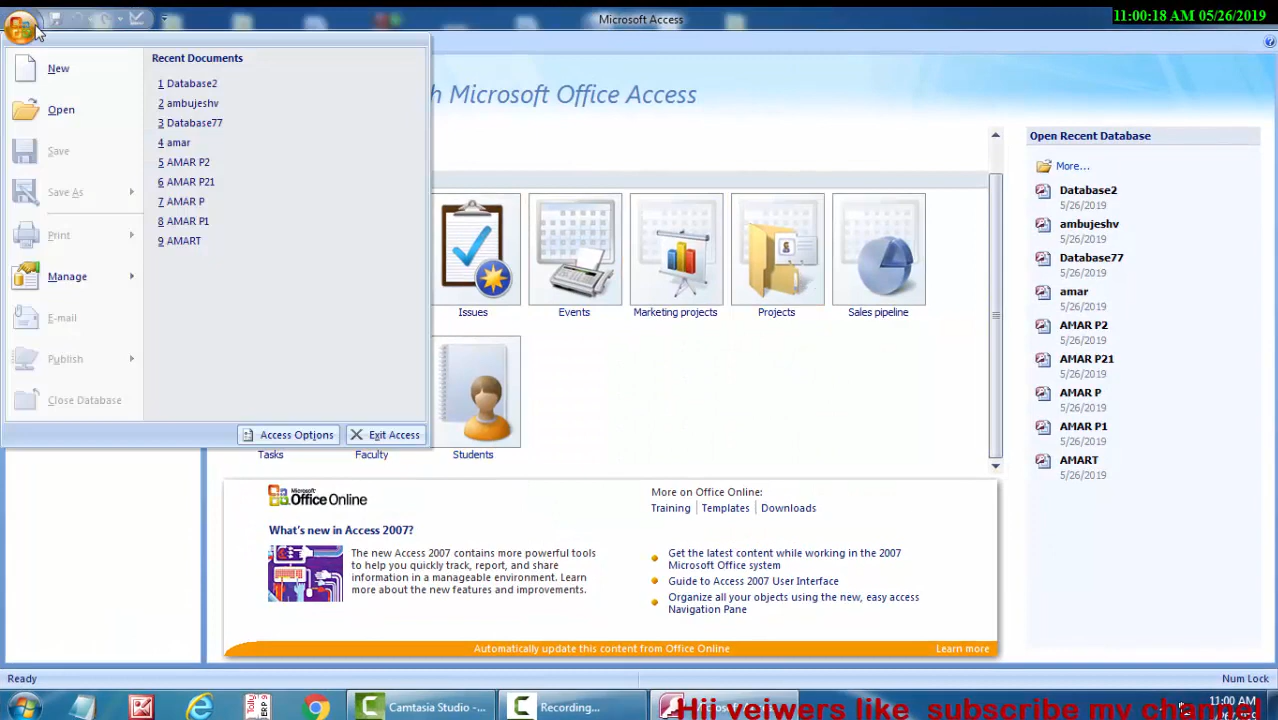 Microsoft Access
11:00:18 AM 05/26/2019
New
Open
Save
Save As
Print
Manage
E-mail
Publish
Close Database
Recent Documents
1 Database2
2 ambujeshv
3 Database77
4 amar
5 AMAR P2
6 AMAR P21
7 AMAR P
8 AMAR P1
9 AMART
Access Options
Exit Access
h Microsoft Office Access
Issues
Events
Marketing projects
Projects
Sales pipeline
Tasks
Faculty
Students
Open Recent Database
More...
Database2
5/26/2019
ambujeshv
5/26/2019
Database77
5/26/2019
amar
5/26/2019
AMAR P2
5/26/2019
AMAR P21
5/26/2019
AMAR P
5/26/2019
AMAR P1
5/26/2019
AMART
5/26/2019
Microsoft
Office Online
What's new in Access 2007?
The new Access 2007 contains more powerful tools
to help you quickly track, report, and share
information in a manageable environment. Learn
more about the new features and improvements.
More on Office Online:
Training | Templates | Downloads
Get the latest content while working in the 2007
Microsoft Office system
Guide to Access 2007 User Interface
Organize all your objects using the new, easy access
Navigation Pane
Automatically update this content from Office Online
Learn more
Ready
Num Lock
Tally
ERP 9
Camtasia Studio -...
Recording...
11:00 AM
Hii veiwers like subscribe my channel